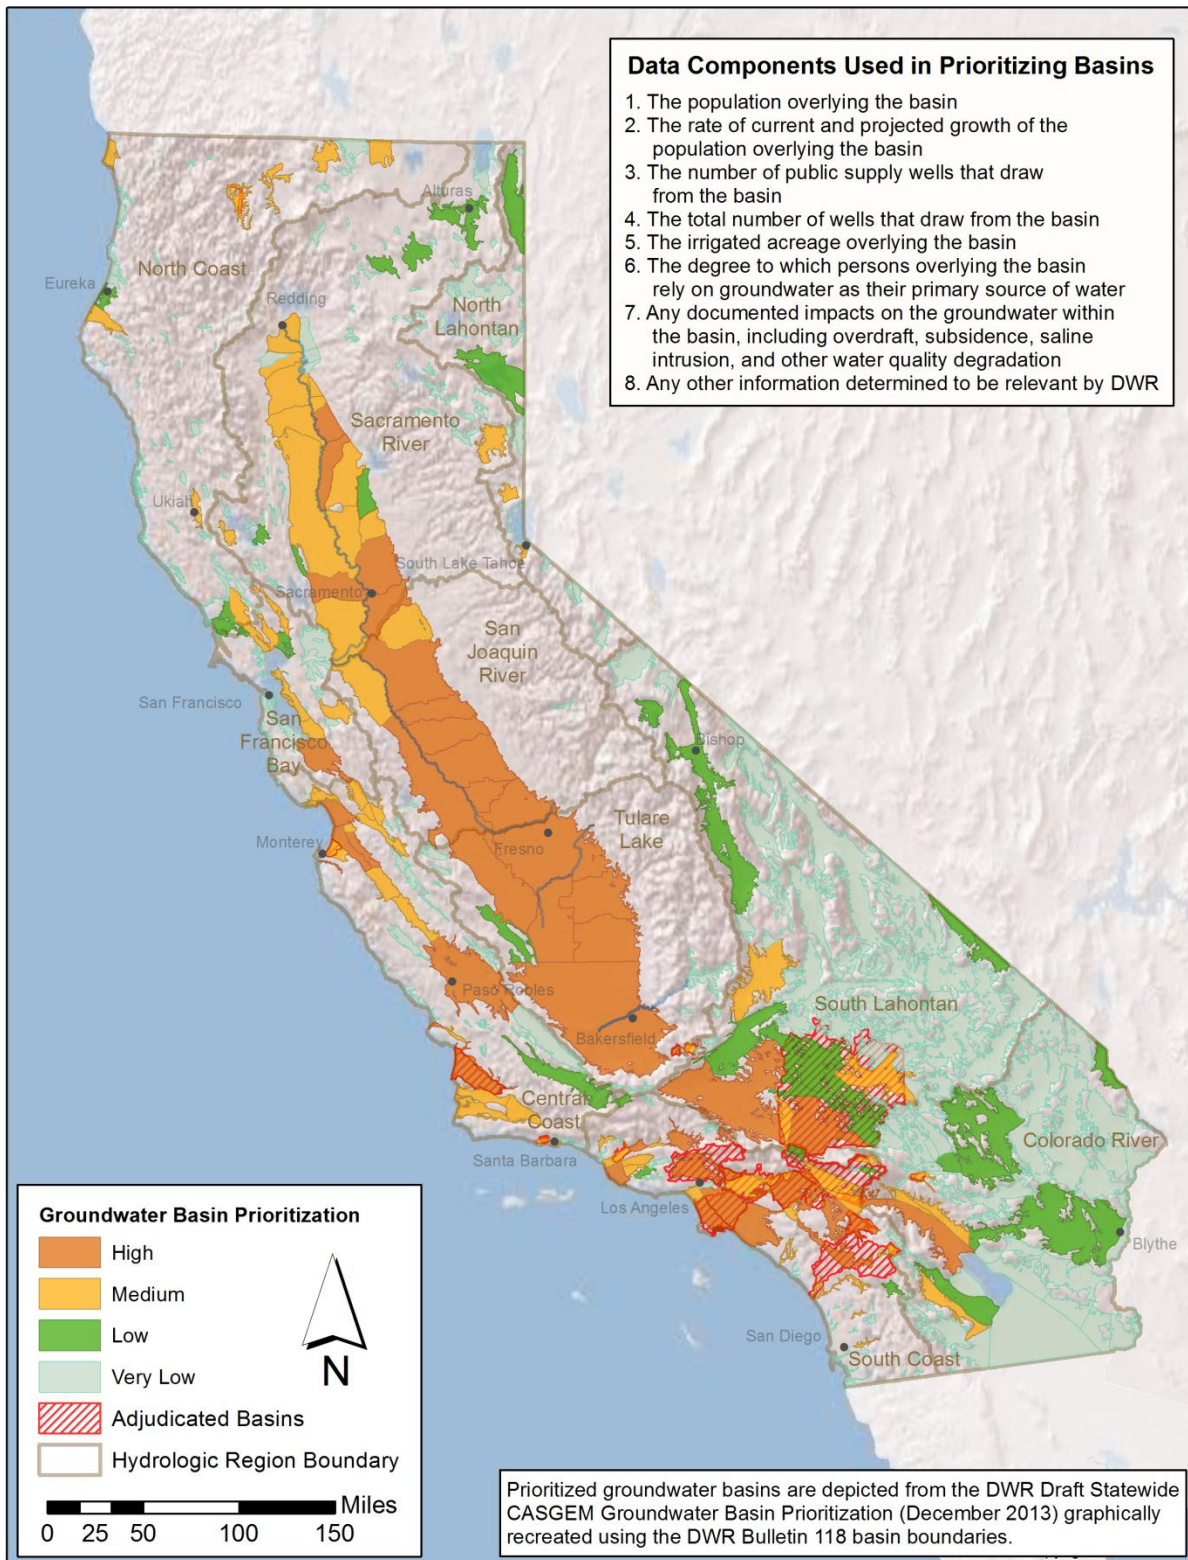 Data Components Used in Prioritizing Basins
1. The population overlying the basin
2. The rate of current and projected growth of the
population overlying the basin
3. The number of public supply wells that draw
from the basin
4. The total number of wells that draw from the basin
5. The irrigated acreage overlying the basin
6. The degree to which persons overlying the basin
rely on groundwater as their primary source of water
7. Any documented impacts on the groundwater within
the basin, including overdraft, subsidence, saline
intrusion, and other water quality degradation
8. Any other information determined to be relevant by DWR
Alturas
North Coast
Eureka
Redding
North
Lahontan
Sacramento
River
Ukiah
South Lake Tahoe
Sacramento
San
Joaquin
River
San Francisco
San
Francisco
Bay
Bishop
Tulare
Lake
Monterey
Fresno
Paso Robles
South Lahontan
Bakersfield
Central
Coast
Colorado River
Santa Barbara
Los Angeles
Blythe
San Diego
South Coast
Groundwater Basin Prioritization
High
Medium
Low
Very Low
Adjudicated Basins
Hydrologic Region Boundary
N
Miles
0 25 50 100 150
Prioritized groundwater basins are depicted from the DWR Draft Statewide
CASGEM Groundwater Basin Prioritization (December 2013) graphically
recreated using the DWR Bulletin 118 basin boundaries.